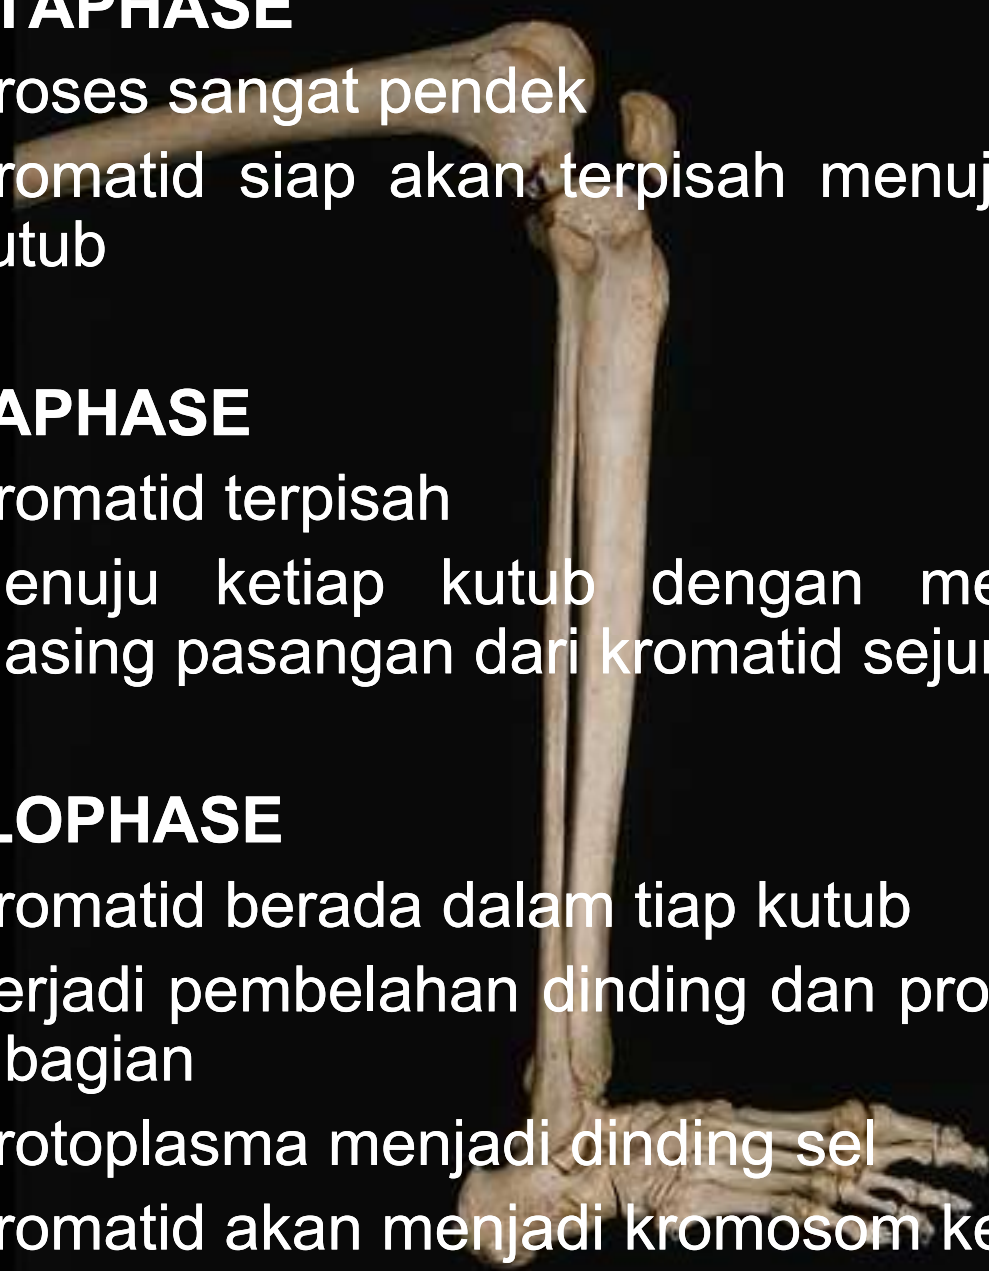 TAPHASE
roses sangat pendek
romatid siap akan terpisah menuj
utub
APHASE
romatid terpisah
enuju ketiap kutub dengan me
asing pasangan dari kromatid sejur
LOPHASE
romatid berada dalam tiap kutub
erjadi pembelahan dinding dan pro
bagian
rotoplasma menjadi dinding sel
romatid akan menjadi kromosom ke